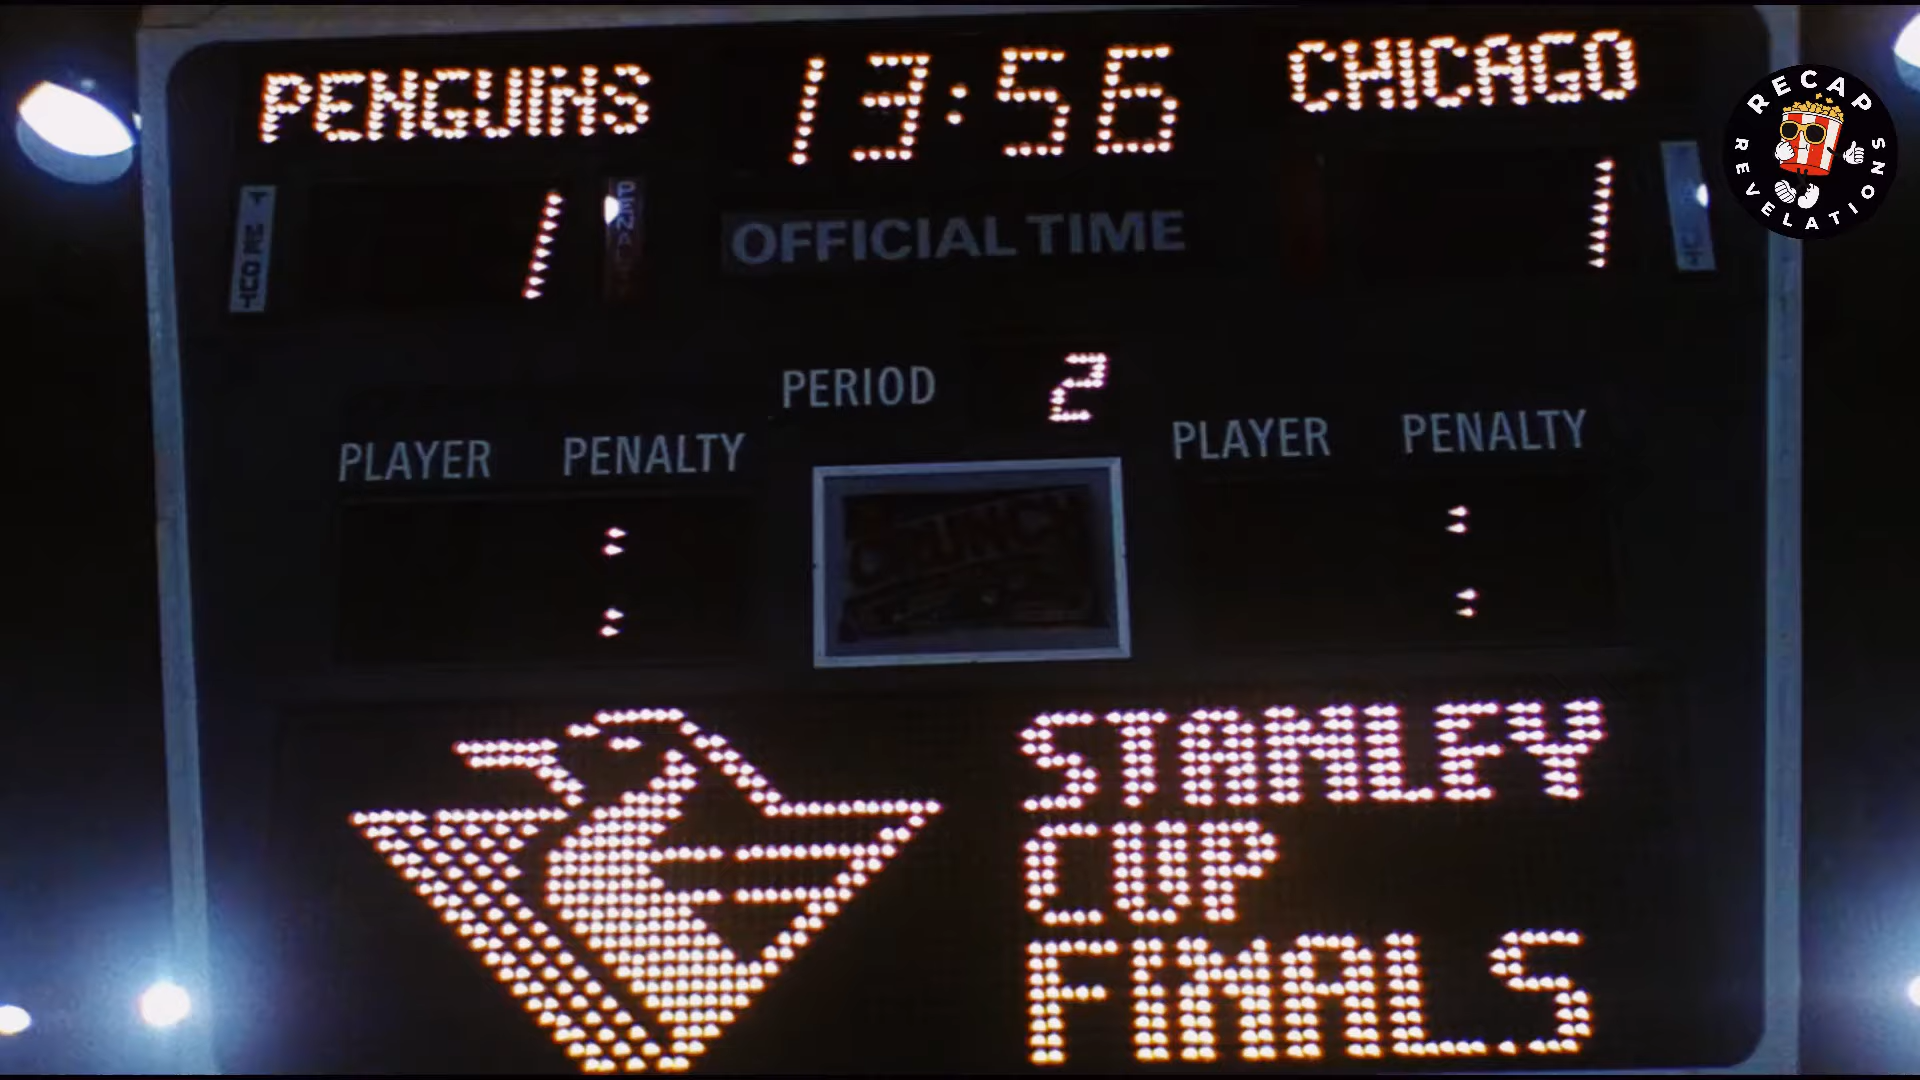 PENGUINS 13:56 CHICAGO
1 1
OFFICIAL TIME
PERIOD 2
PLAYER PENALTY PLAYER PENALTY
: :
: :
STANLEY
CUP
FINALS
RECAP
REVELATIONS